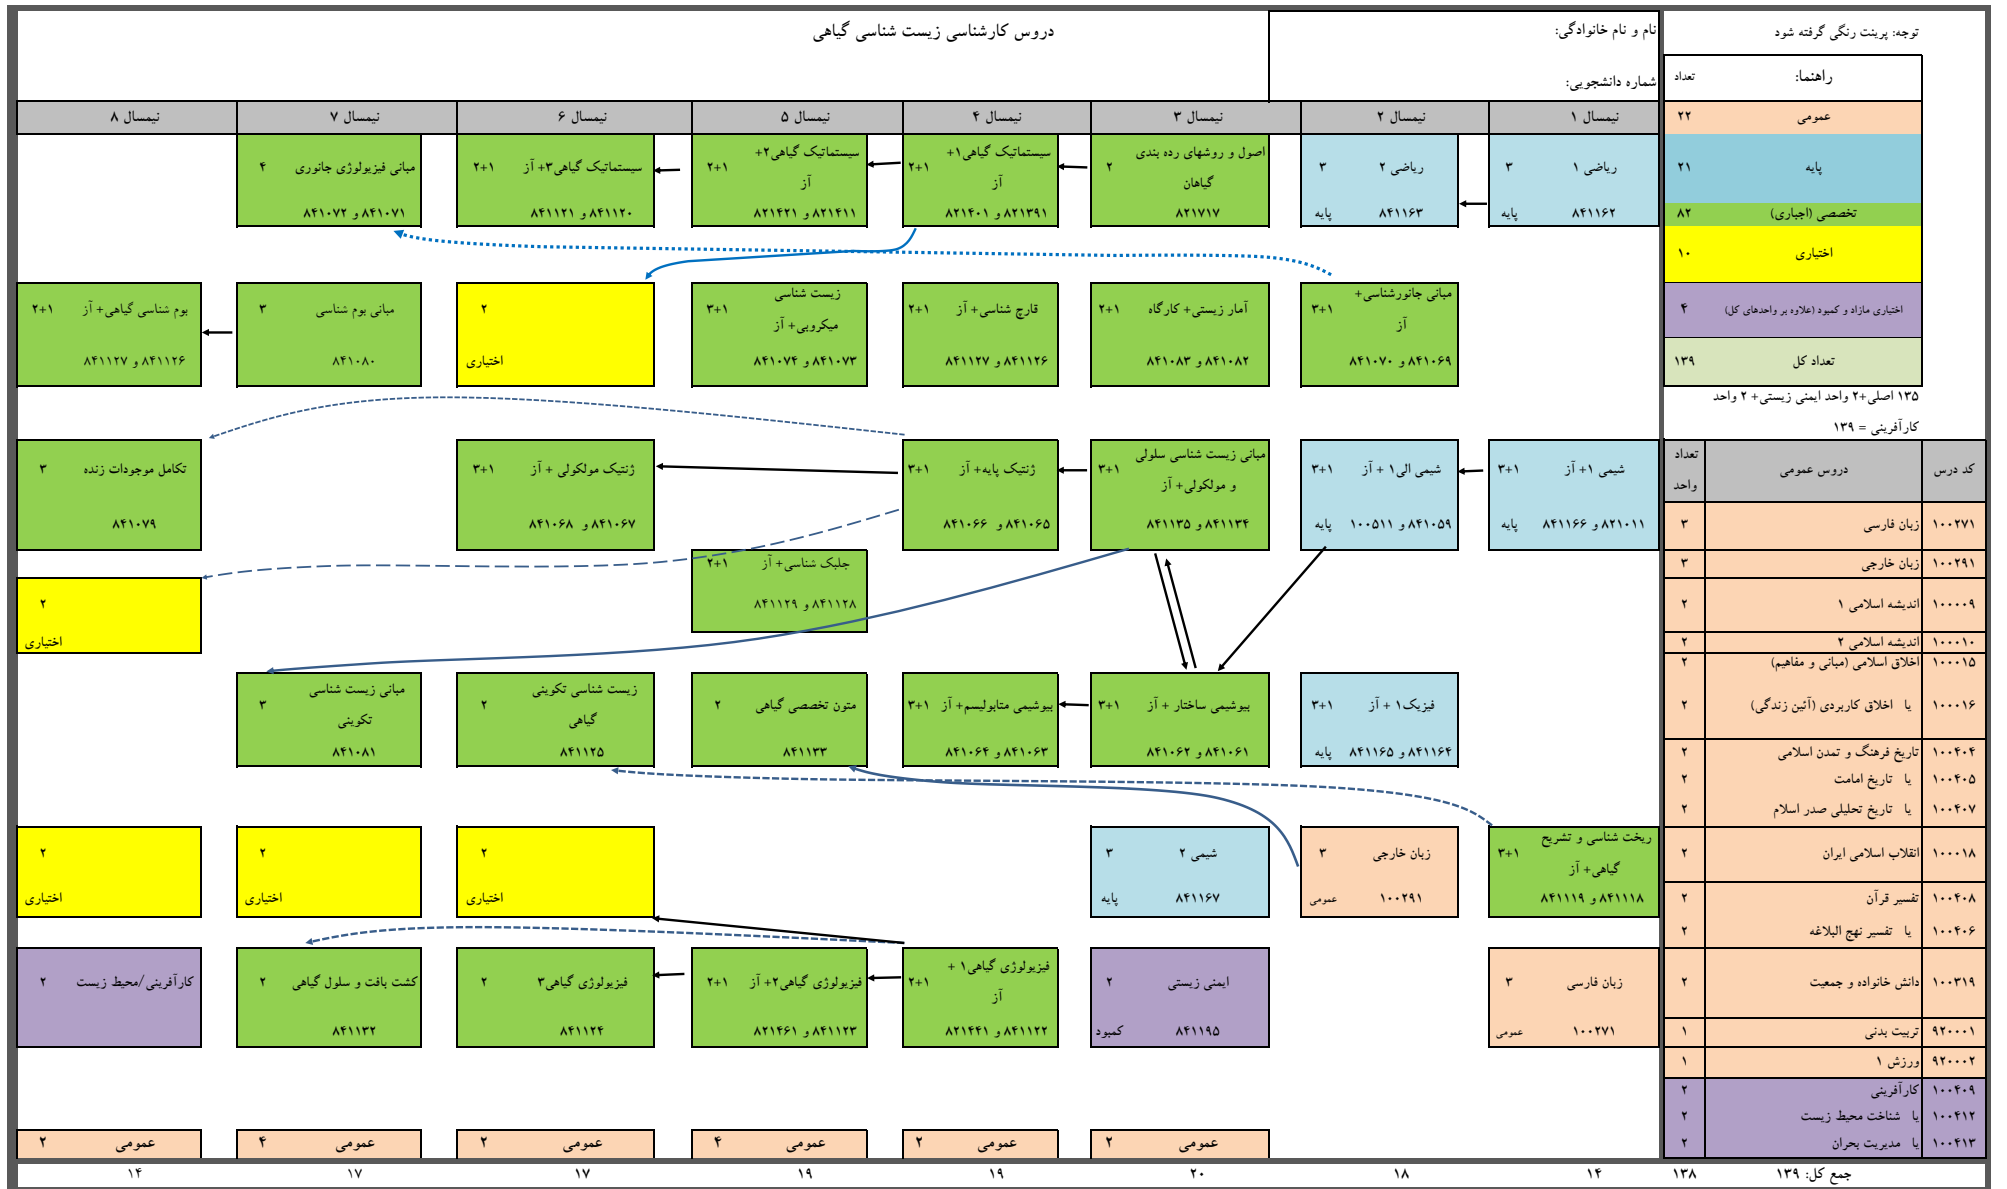 توجه: پرینت رنگی گرفته شود
نام و نام خانوادگی:
دروس کارشناسی زیست شناسی گیاهی
شماره دانشجویی:
راهنما: تعداد
عمومی ۲۲
پایه ۲۱
تخصصی (اجباری) ۸۲
اختیاری ۱۰
اختیاری مازاد و کمبود (علاوه بر واحدهای کل) ۴
تعداد کل ۱۳۹
۱۳۵ اصلی+۲ واحد ایمنی زیستی+ ۲ واحد
کارآفرینی = ۱۳۹
کد درس دروس عمومی تعداد
واحد
۱۰۰۲۷۱ زبان فارسی ۳
۱۰۰۲۹۱ زبان خارجی ۳
۱۰۰۰۰۹ اندیشه اسلامی ۱ ۲
۱۰۰۰۱۰ اندیشه اسلامی ۲ ۲
۱۰۰۰۱۵ اخلاق اسلامی (مبانی و مفاهیم) ۲
۱۰۰۰۱۶ یا اخلاق کاربردی (آئین زندگی) ۲
۱۰۰۴۰۴ تاریخ فرهنگ و تمدن اسلامی ۲
۱۰۰۴۰۵ یا تاریخ امامت ۲
۱۰۰۴۰۷ یا تاریخ تحلیلی صدر اسلام ۲
۱۰۰۰۱۸ انقلاب اسلامی ایران ۲
۱۰۰۴۰۸ تفسیر قرآن ۲
۱۰۰۴۰۶ یا تفسیر نهج البلاغه ۲
۱۰۰۳۱۹ دانش خانواده و جمعیت ۲
۹۲۰۰۰۱ تربیت بدنی ۱
۹۲۰۰۰۲ ورزش ۱ ۱
۱۰۰۴۰۹ کارآفرینی ۲
۱۰۰۴۱۲ یا شناخت محیط زیست ۲
۱۰۰۴۱۳ یا مدیریت بحران ۲
جمع کل: ۱۳۹ ۱۳۸
نیمسال ۱ نیمسال ۲ نیمسال ۳ نیمسال ۴ نیمسال ۵ نیمسال ۶ نیمسال ۷ نیمسال ۸
ریاضی ۱ ۳
۸۴۱۱۶۲ پایه
ریاضی ۲ ۳
۸۴۱۱۶۳ پایه
اصول و روشهای رده بندی
گیاهان ۲
۸۲۱۷۱۷
سیستماتیک گیاهی۱+
آز ۲+۱
۸۲۱۳۹۱ و ۸۲۱۴۰۱
سیستماتیک گیاهی۲+
آز ۲+۱
۸۲۱۴۱۱ و ۸۲۱۴۲۱
سیستماتیک گیاهی۳+ آز ۲+۱
۸۴۱۱۲۰ و ۸۴۱۱۲۱
مبانی فیزیولوژی جانوری ۴
۸۴۱۰۷۱ و ۸۴۱۰۷۲
مبانی جانورشناسی+
آز ۳+۱
۸۴۱۰۶۹ و ۸۴۱۰۷۰
آمار زیستی+ کارگاه ۲+۱
۸۴۱۰۸۲ و ۸۴۱۰۸۳
قارچ شناسی+ آز ۲+۱
۸۴۱۱۲۶ و ۸۴۱۱۲۷
زیست شناسی
میکروبی+ آز ۳+۱
۸۴۱۰۷۳ و ۸۴۱۰۷۴
۲
اختیاری
مبانی بوم شناسی ۳
۸۴۱۰۸۰
بوم شناسی گیاهی+ آز ۲+۱
۸۴۱۱۲۶ و ۸۴۱۱۲۷
شیمی ۱+ آز ۳+۱
۸۲۱۰۱۱ و ۸۴۱۱۶۶ پایه
شیمی الی۱ + آز ۳+۱
۸۴۱۰۵۹ و ۱۰۰۵۱۱ پایه
مبانی زیست شناسی سلولی
و مولکولی+ آز ۳+۱
۸۴۱۱۳۴ و ۸۴۱۱۳۵
ژنتیک پایه+ آز ۳+۱
۸۴۱۰۶۵ و ۸۴۱۰۶۶
ژنتیک مولکولی + آز ۳+۱
۸۴۱۰۶۷ و ۸۴۱۰۶۸
تکامل موجودات زنده ۳
۸۴۱۰۷۹
جلبک شناسی+ آز ۲+۱
۸۴۱۱۲۸ و ۸۴۱۱۲۹
۲
اختیاری
فیزیک۱ + آز ۳+۱
۸۴۱۱۶۴ و ۸۴۱۱۶۵ پایه
بیوشیمی ساختار + آز ۳+۱
۸۴۱۰۶۱ و ۸۴۱۰۶۲
بیوشیمی متابولیسم+ آز ۳+۱
۸۴۱۰۶۳ و ۸۴۱۰۶۴
متون تخصصی گیاهی ۲
۸۴۱۱۳۳
زیست شناسی تکوینی
گیاهی ۲
۸۴۱۱۲۵
مبانی زیست شناسی
تکوینی ۳
۸۴۱۰۸۱
ریخت شناسی و تشریح
گیاهی+ آز ۳+۱
۸۴۱۱۱۸ و ۸۴۱۱۱۹
زبان خارجی ۳
۱۰۰۲۹۱ عمومی
شیمی ۲ ۳
۸۴۱۱۶۷ پایه
۲
اختیاری
۲
اختیاری
۲
اختیاری
زبان فارسی ۳
۱۰۰۲۷۱ عمومی
ایمنی زیستی ۲
۸۴۱۱۹۵ کمبود
فیزیولوژی گیاهی۱ +
آز ۲+۱
۸۴۱۱۲۲ و ۸۲۱۴۴۱
فیزیولوژی گیاهی۲+ آز ۲+۱
۸۴۱۱۲۳ و ۸۲۱۴۶۱
فیزیولوژی گیاهی۳ ۲
۸۴۱۱۲۴
کشت بافت و سلول گیاهی ۲
۸۴۱۱۳۲
کارآفرینی/محیط زیست ۲
عمومی ۲
عمومی ۲
عمومی ۴
عمومی ۲
عمومی ۴
عمومی ۲
۱۴ ۱۸ ۲۰ ۱۹ ۱۹ ۱۷ ۱۷ ۱۴